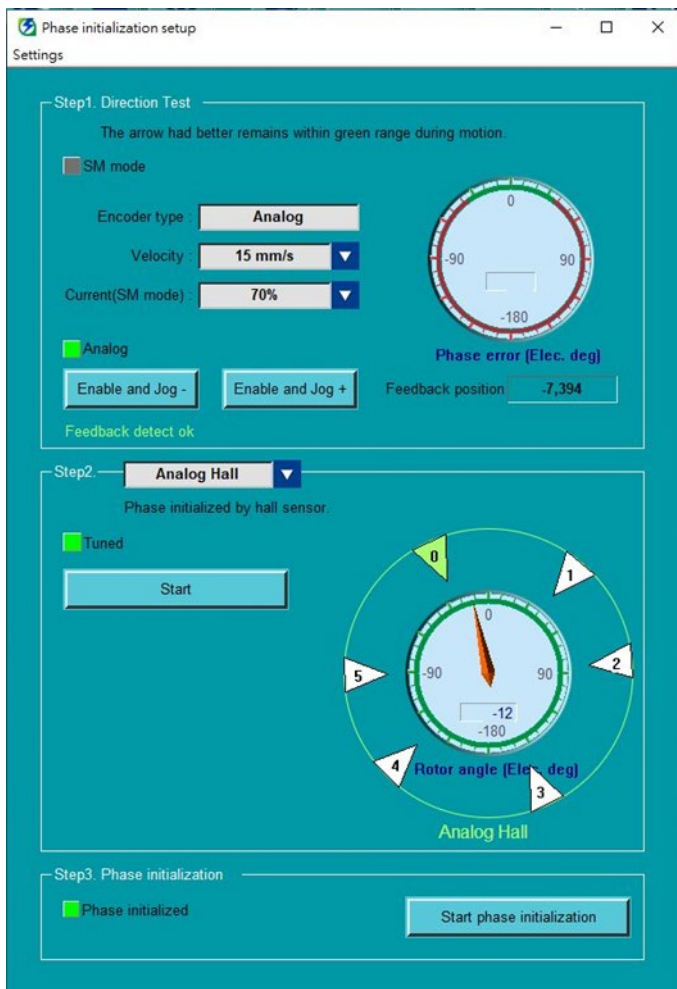 Phase initialization setup
Settings
Step1. Direction Test
The arrow had better remains within green range during motion.
SM mode
Encoder type : Analog
Velocity : 15 mm/s
Current(SM mode) : 70%
0
-90 90
-180
Phase error (Elec. deg)
Analog
Enable and Jog - Enable and Jog + Feedback position -7,394
Feedback detect ok
Step2. Analog Hall
Phase initialized by hall sensor.
Tuned
Start
0
1
2
3
4
5
0
-90 90
-12
-180
Rotor angle (Elec. deg)
Analog Hall
Step3. Phase initialization
Phase initialized
Start phase initialization